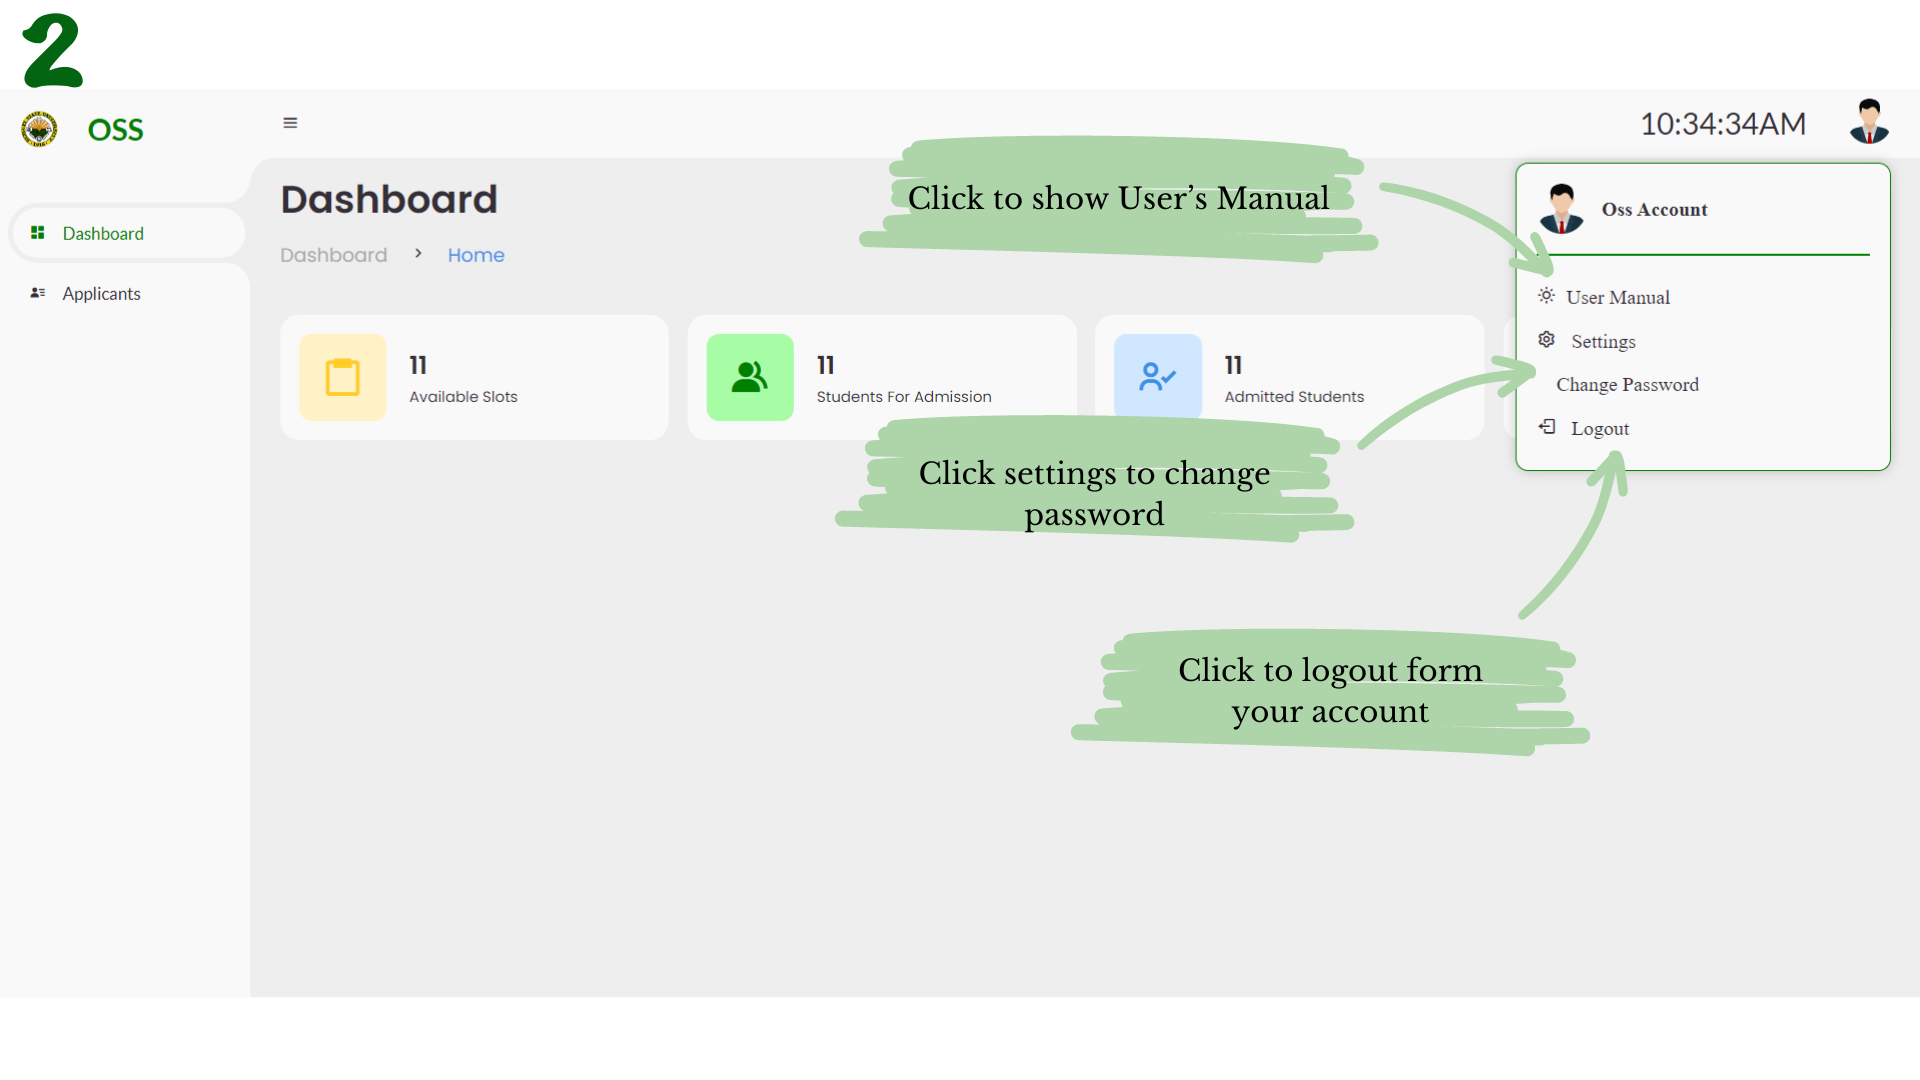 2
OSS
10:34:34AM
Click to show User's Manual
Dashboard
Oss Account
Dashboard
Dashboard > Home
Applicants
User Manual
Settings
Change Password
Logout
11
Available Slots
11
Students For Admission
11
Admitted Students
Click settings to change
password
Click to logout form
your account